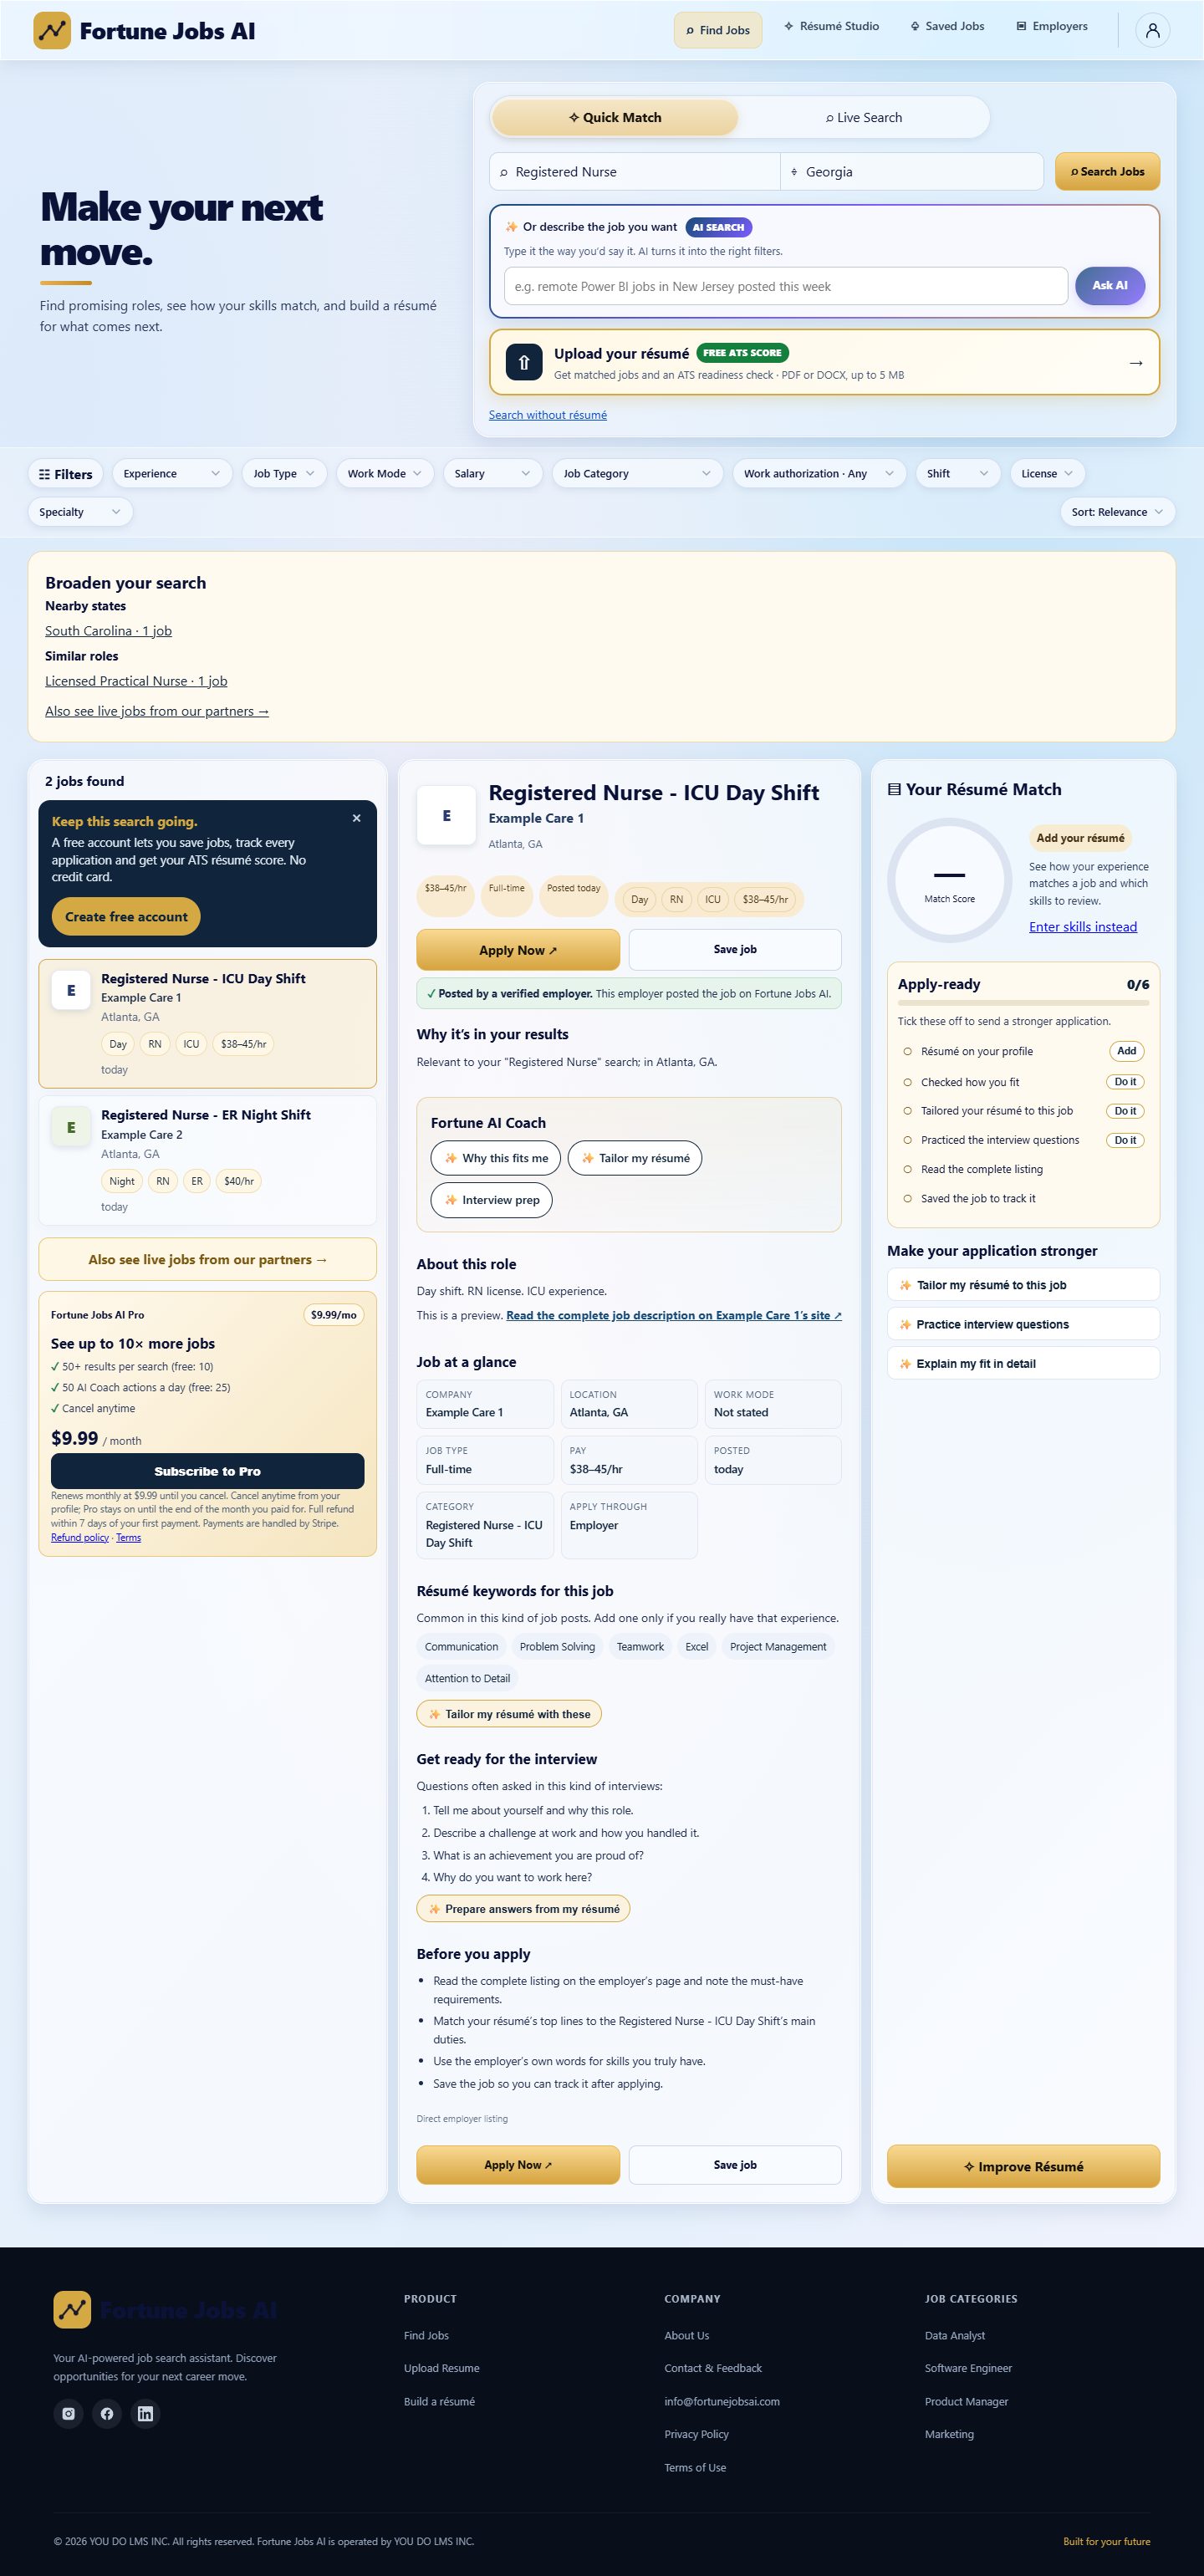 Fortune Jobs AI
Find Jobs
Résumé Studio
Saved Jobs
Employers
Make your next
move.
Find promising roles, see how your skills match, and build a résumé
for what comes next.
Quick Match
Live Search
Registered Nurse
Georgia
Search Jobs
Or describe the job you want AI SEARCH
Type it the way you'd say it. AI turns it into the right filters.
e.g. remote Power BI jobs in New Jersey posted this week
Ask AI
Upload your résumé FREE ATS SCORE
Get matched jobs and an ATS readiness check · PDF or DOCX, up to 5 MB
→
Search without résumé
Filters
Experience
Job Type
Work Mode
Salary
Job Category
Work authorization · Any
Shift
License
Specialty
Sort: Relevance
Broaden your search
Nearby states
South Carolina · 1 job
Similar roles
Licensed Practical Nurse · 1 job
Also see live jobs from our partners →
2 jobs found
Keep this search going. ✕
A free account lets you save jobs, track every
application and get your ATS résumé score. No
credit card.
Create free account
E
Registered Nurse - ICU Day Shift
Example Care 1
Atlanta, GA
Day RN ICU $38–45/hr
today
E
Registered Nurse - ER Night Shift
Example Care 2
Atlanta, GA
Night RN ER $40/hr
today
Also see live jobs from our partners →
Fortune Jobs AI Pro $9.99/mo
See up to 10× more jobs
✓ 50+ results per search (free: 10)
✓ 50 AI Coach actions a day (free: 25)
✓ Cancel anytime
$9.99 / month
Subscribe to Pro
Renews monthly at $9.99 until you cancel. Cancel anytime from your
profile; Pro stays on until the end of the month you paid for. Full refund
within 7 days of your first payment. Payments are handled by Stripe.
Refund policy · Terms
E
Registered Nurse - ICU Day Shift
Example Care 1
Atlanta, GA
$38–45/hr Full-time Posted today Day RN ICU $38–45/hr
Apply Now ↗
Save job
✓ Posted by a verified employer. This employer posted the job on Fortune Jobs AI.
Why it’s in your results
Relevant to your "Registered Nurse" search; in Atlanta, GA.
Fortune AI Coach
Why this fits me
Tailor my résumé
Interview prep
About this role
Day shift. RN license. ICU experience.
This is a preview. Read the complete job description on Example Care 1’s site ↗
Job at a glance
COMPANY
Example Care 1
LOCATION
Atlanta, GA
WORK MODE
Not stated
JOB TYPE
Full-time
PAY
$38–45/hr
POSTED
today
CATEGORY
Registered Nurse - ICU
Day Shift
APPLY THROUGH
Employer
Résumé keywords for this job
Common in this kind of job posts. Add one only if you really have that experience.
Communication Problem Solving Teamwork Excel Project Management
Attention to Detail
Tailor my résumé with these
Get ready for the interview
Questions often asked in this kind of interviews:
1. Tell me about yourself and why this role.
2. Describe a challenge at work and how you handled it.
3. What is an achievement you are proud of?
4. Why do you want to work here?
Prepare answers from my résumé
Before you apply
• Read the complete listing on the employer’s page and note the must-have
requirements.
• Match your résumé’s top lines to the Registered Nurse - ICU Day Shift’s main
duties.
• Use the employer’s own words for skills you truly have.
• Save the job so you can track it after applying.
Direct employer listing
Apply Now ↗
Save job
Your Résumé Match
—
Match Score
Add your résumé
See how your experience
matches a job and which
skills to review.
Enter skills instead
Apply-ready 0/6
Tick these off to send a stronger application.
Résumé on your profile Add
Checked how you fit Do it
Tailored your résumé to this job Do it
Practiced the interview questions Do it
Read the complete listing
Saved the job to track it
Make your application stronger
Tailor my résumé to this job
Practice interview questions
Explain my fit in detail
Improve Résumé
Fortune Jobs AI
Your AI-powered job search assistant. Discover
opportunities for your next career move.
PRODUCT
Find Jobs
Upload Resume
Build a résumé
COMPANY
About Us
Contact & Feedback
info@fortunejobsai.com
Privacy Policy
Terms of Use
JOB CATEGORIES
Data Analyst
Software Engineer
Product Manager
Marketing
© 2026 YOU DO LMS INC. All rights reserved. Fortune Jobs AI is operated by YOU DO LMS INC.
Built for your future